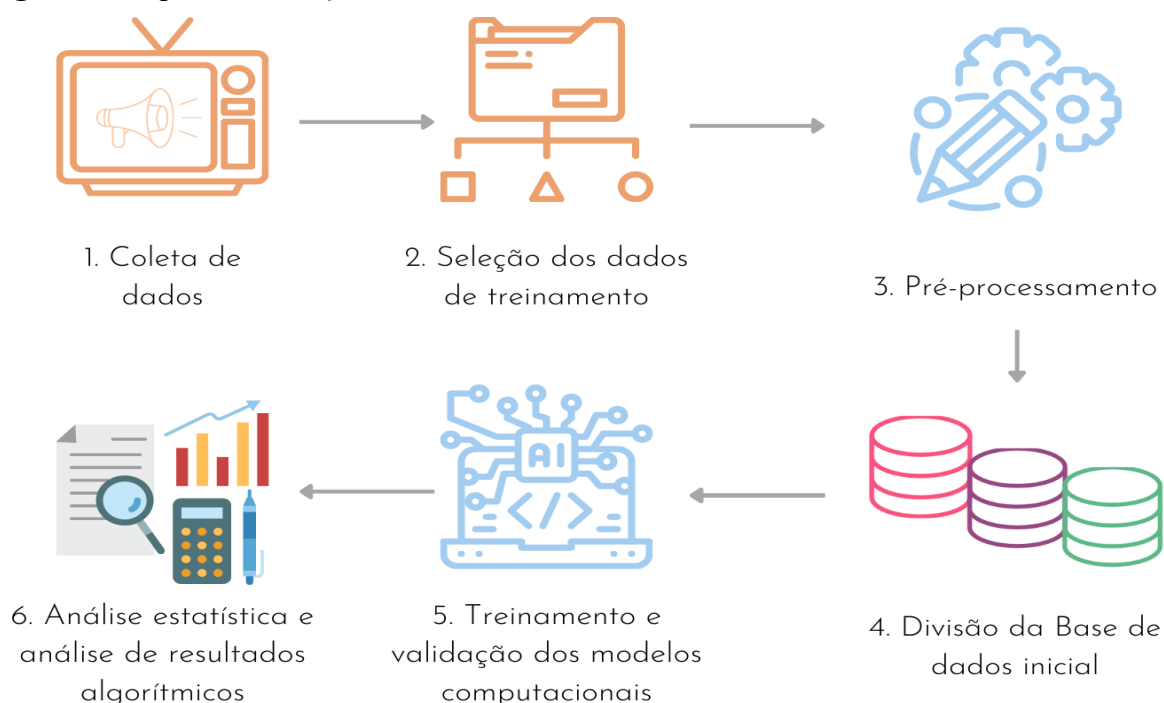 1. Coleta de
dados
2. Seleção dos dados
de treinamento
3. Pré-processamento
4. Divisão da Base de
dados inicial
AI
</>
5. Treinamento e
validação dos modelos
computacionais
6. Análise estatística e
análise de resultados
algorítmicos